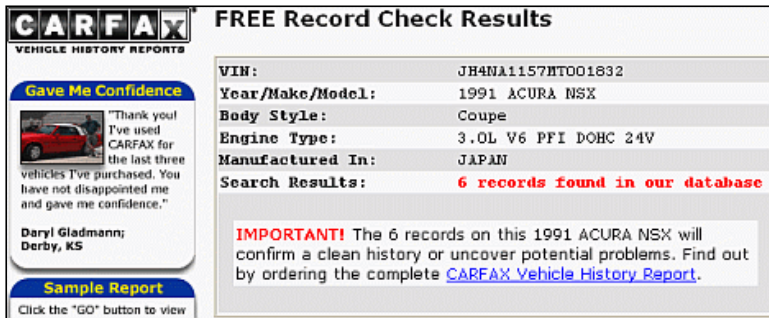 CARFAX
VEHICLE HISTORY REPORTS
Gave Me Confidence
"Thank you!
I've used
CARFAX for
the last three
vehicles I've purchased. You
have not disappointed me
and gave me confidence."
Daryl Gladmann;
Derby, KS
Sample Report
Click the "GO" button to view
FREE Record Check Results
VIN: JH4NA1157MT001832
Year/Make/Model: 1991 ACURA NSX
Body Style: Coupe
Engine Type: 3.0L V6 PFI DOHC 24V
Manufactured In: JAPAN
Search Results: 6 records found in our database
IMPORTANT! The 6 records on this 1991 ACURA NSX will
confirm a clean history or uncover potential problems. Find out
by ordering the complete CARFAX Vehicle History Report.